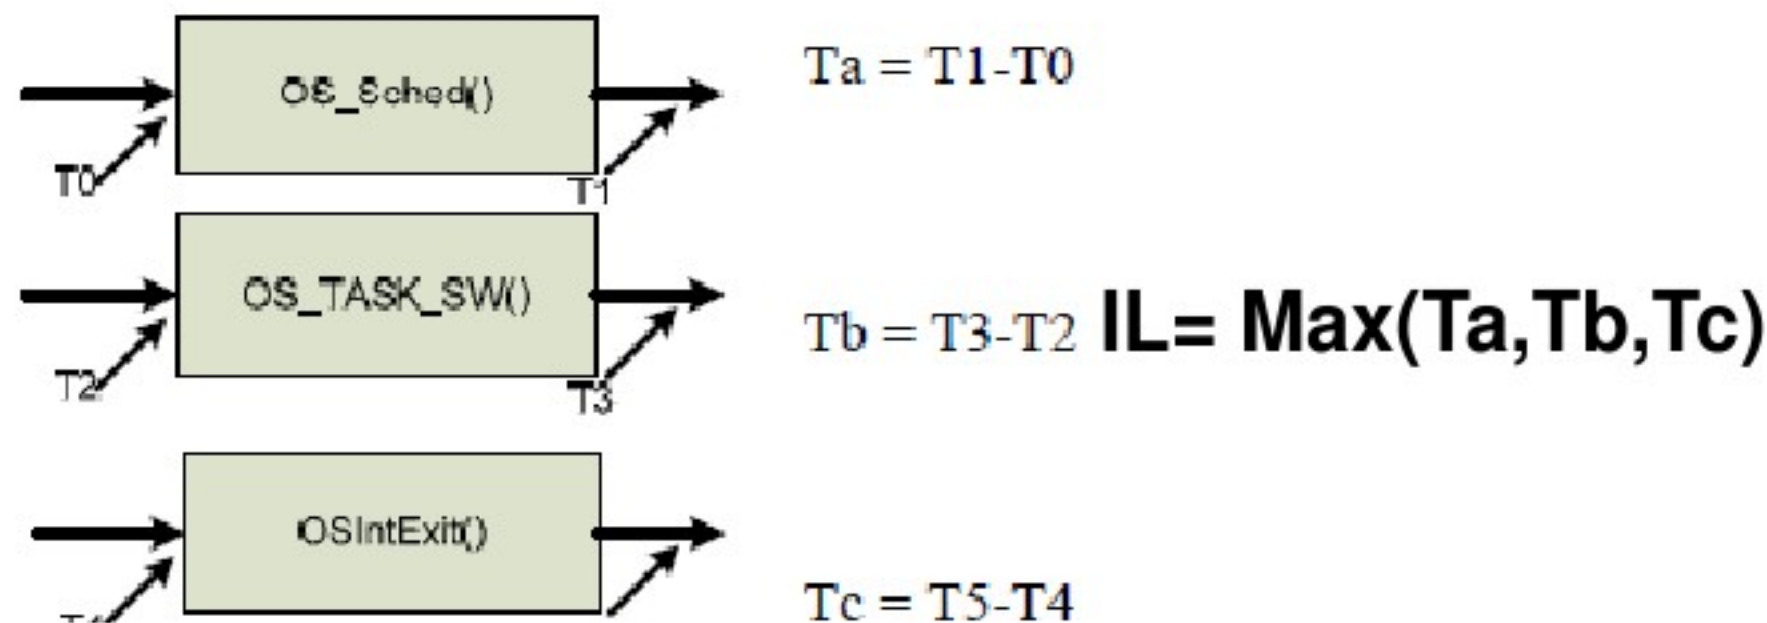 OS_Sched()
Ta = T1-T0
T0
T1
OS_TASK_SW()
Tb = T3-T2 IL= Max(Ta,Tb,Tc)
T2
T3
OSIntExit()
Tc = T5-T4